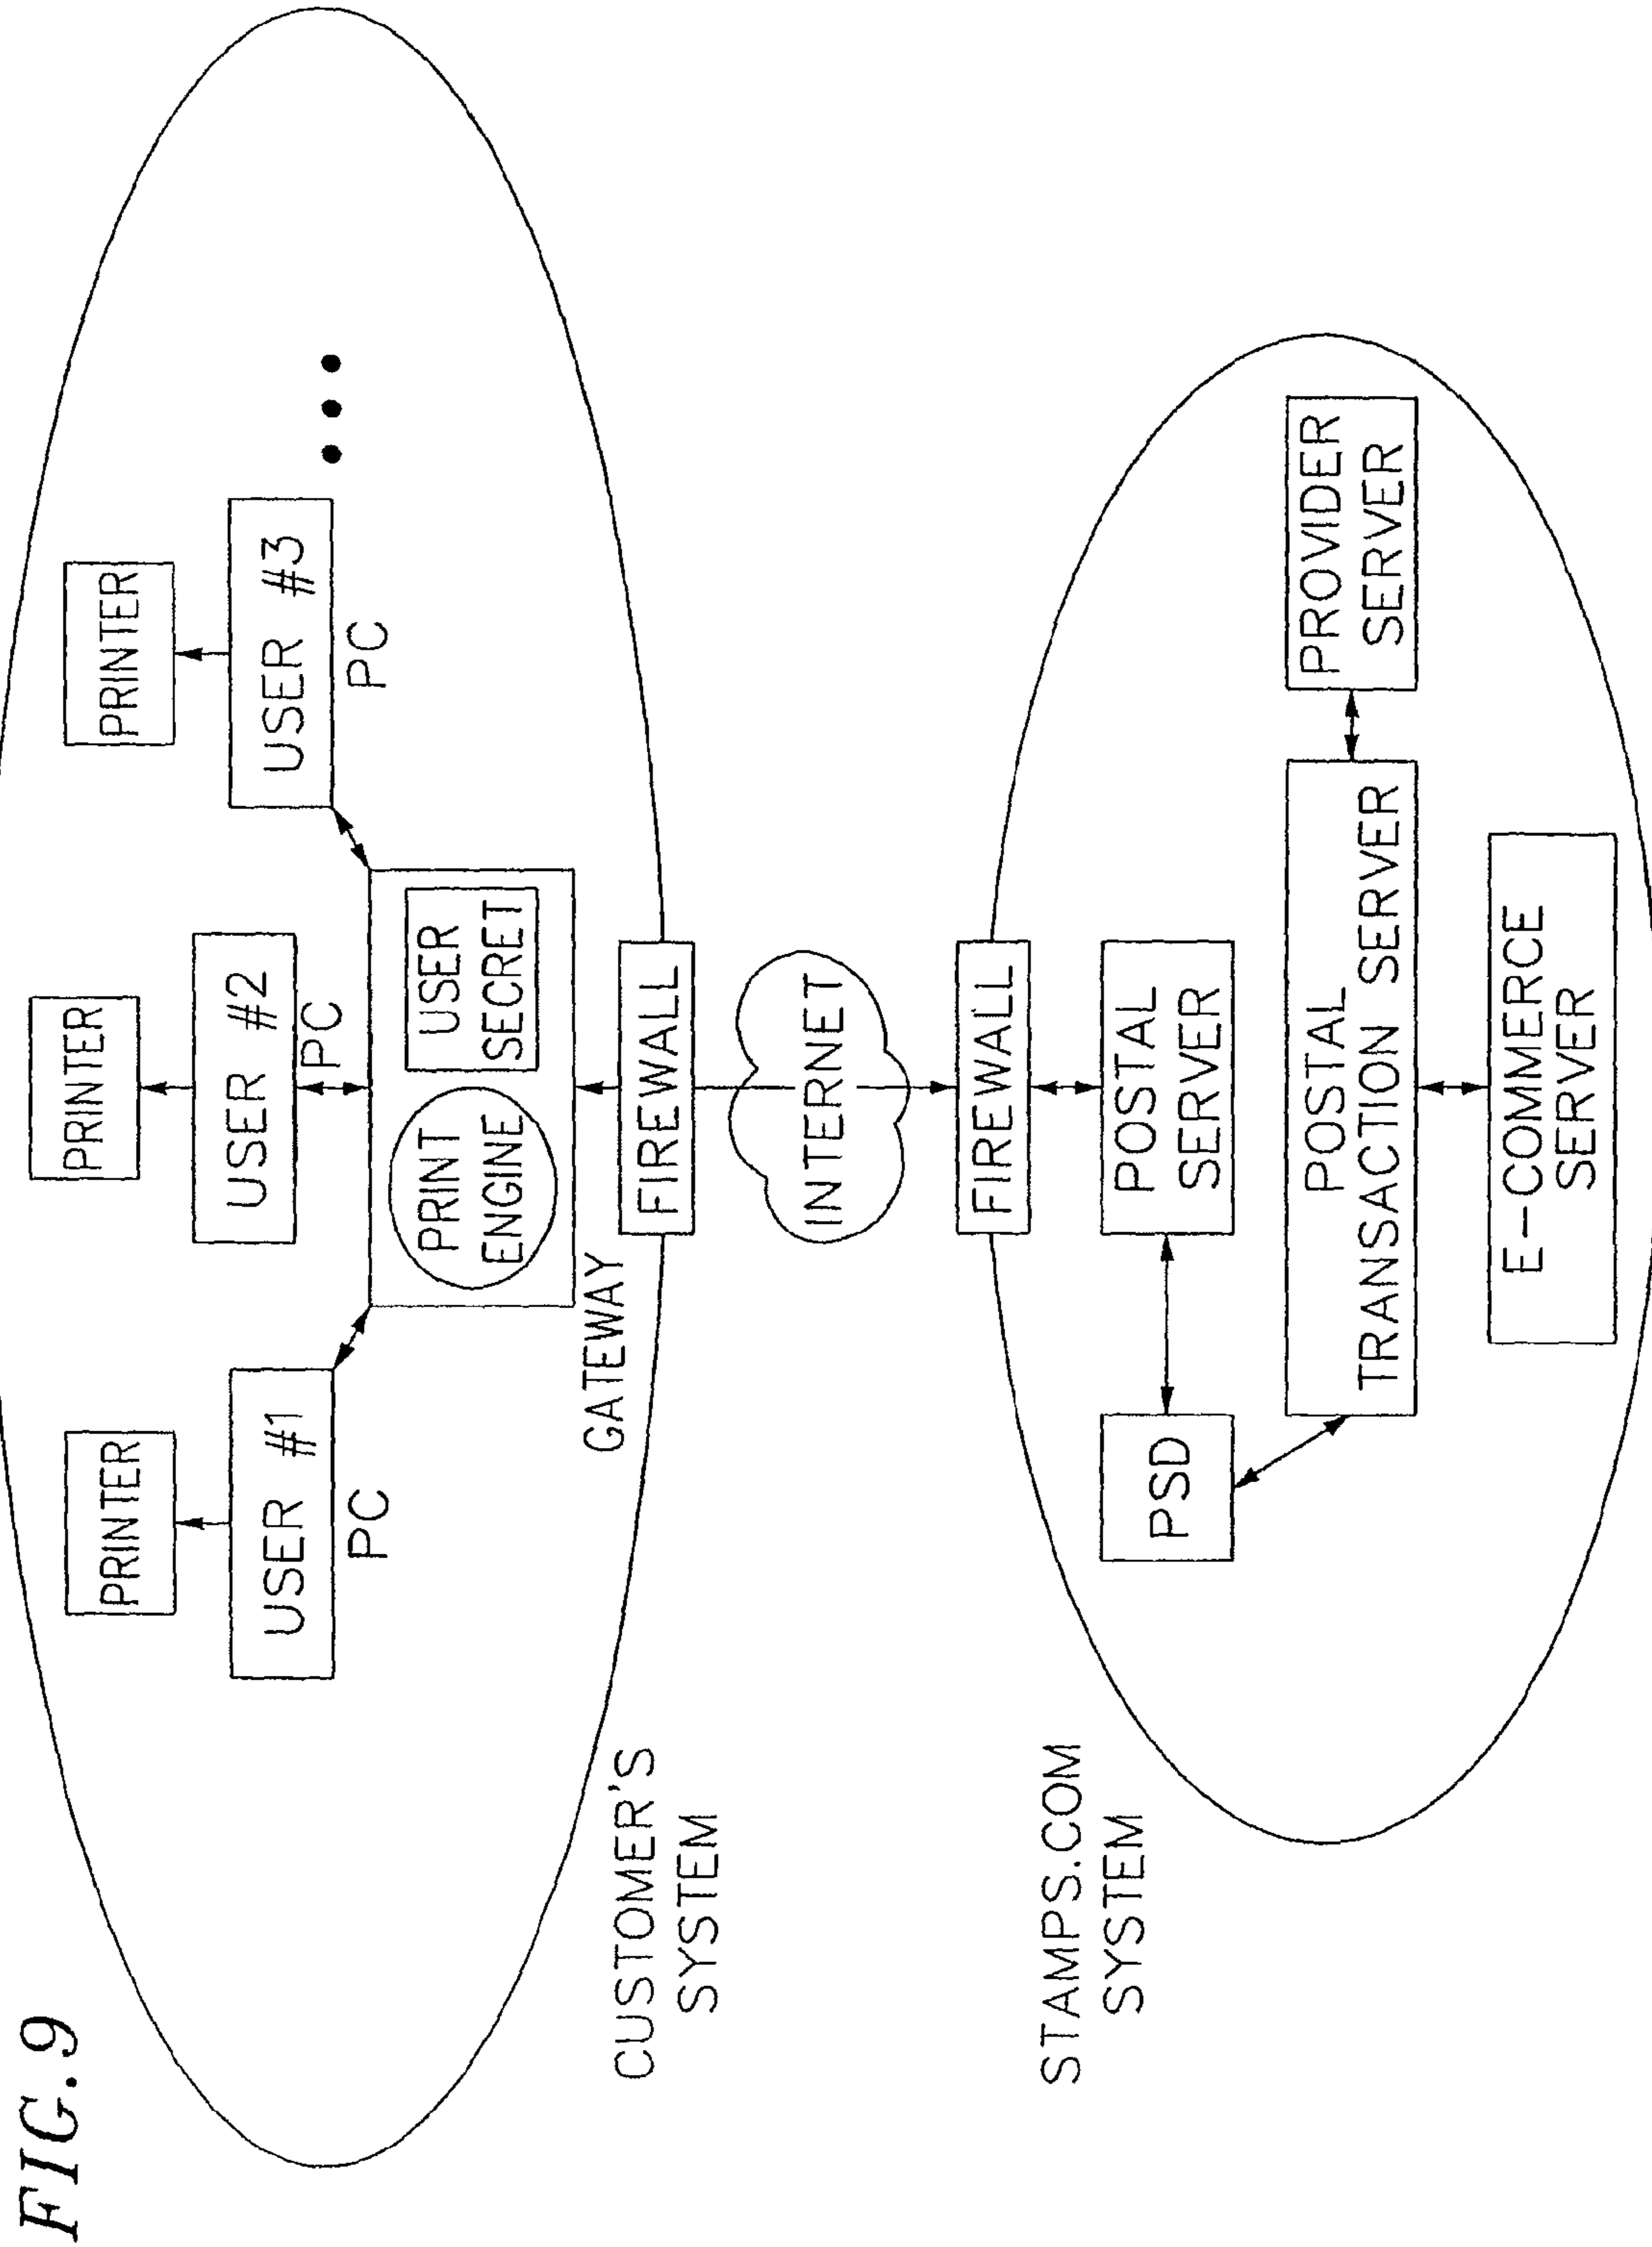 FIG. 9
PRINTER
PRINTER
PRINTER
USER #1
PC
USER #2
PC
USER #3
PC
PRINT
ENGINE
USER
SECRET
GATEWAY
FIREWALL
CUSTOMER'S
SYSTEM
INTERNET
STAMPS.COM
SYSTEM
FIREWALL
PSD
POSTAL
SERVER
POSTAL
TRANSACTION SERVER
PROVIDER
SERVER
E-COMMERCE
SERVER